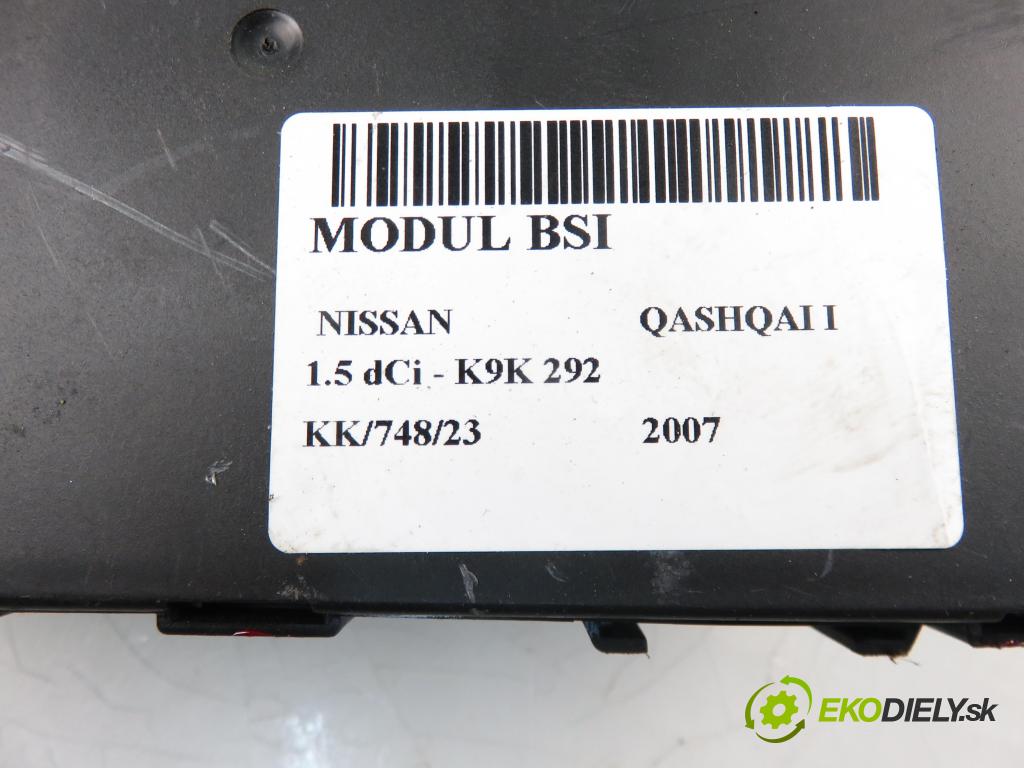 MODUL BSI
NISSAN QASHQAI I
1.5 dCi - K9K 292
KK/748/23 2007
EKODIELY.sk